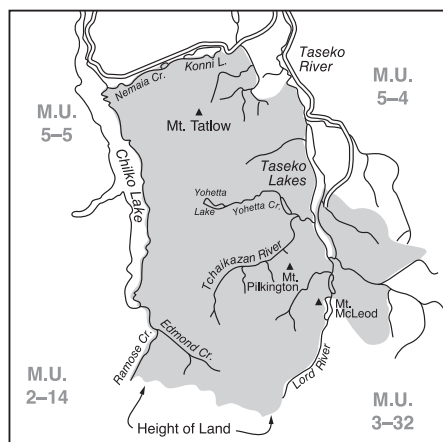 Taseko
River
Konni L.
Nemaia Cr.
M.U.
5–4
M.U.
5–5
Mt. Tatlow
Chilko Lake
Taseko
Lakes
Yohetta
Lake
Yohetta Cr.
Tchaikazan River
Mt.
Pilkington
Mt.
McLeod
Edmond Cr.
Ramose Cr.
Lord River
M.U.
2–14
M.U.
3–32
Height of Land